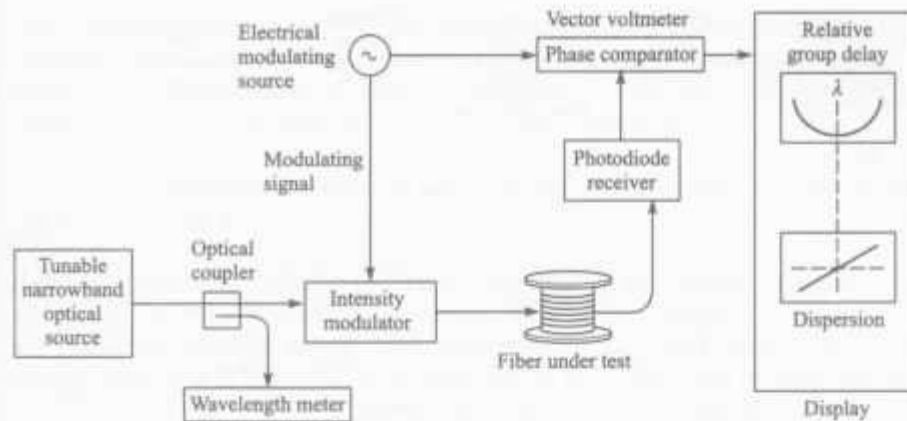 Electrical
modulating
source
~
Vector voltmeter
Phase comparator
Relative
group delay
λ
Modulating
signal
Photodiode
receiver
Optical
coupler
Tunable
narrowband
optical
source
Intensity
modulator
Fiber under test
Dispersion
Wavelength meter
Display